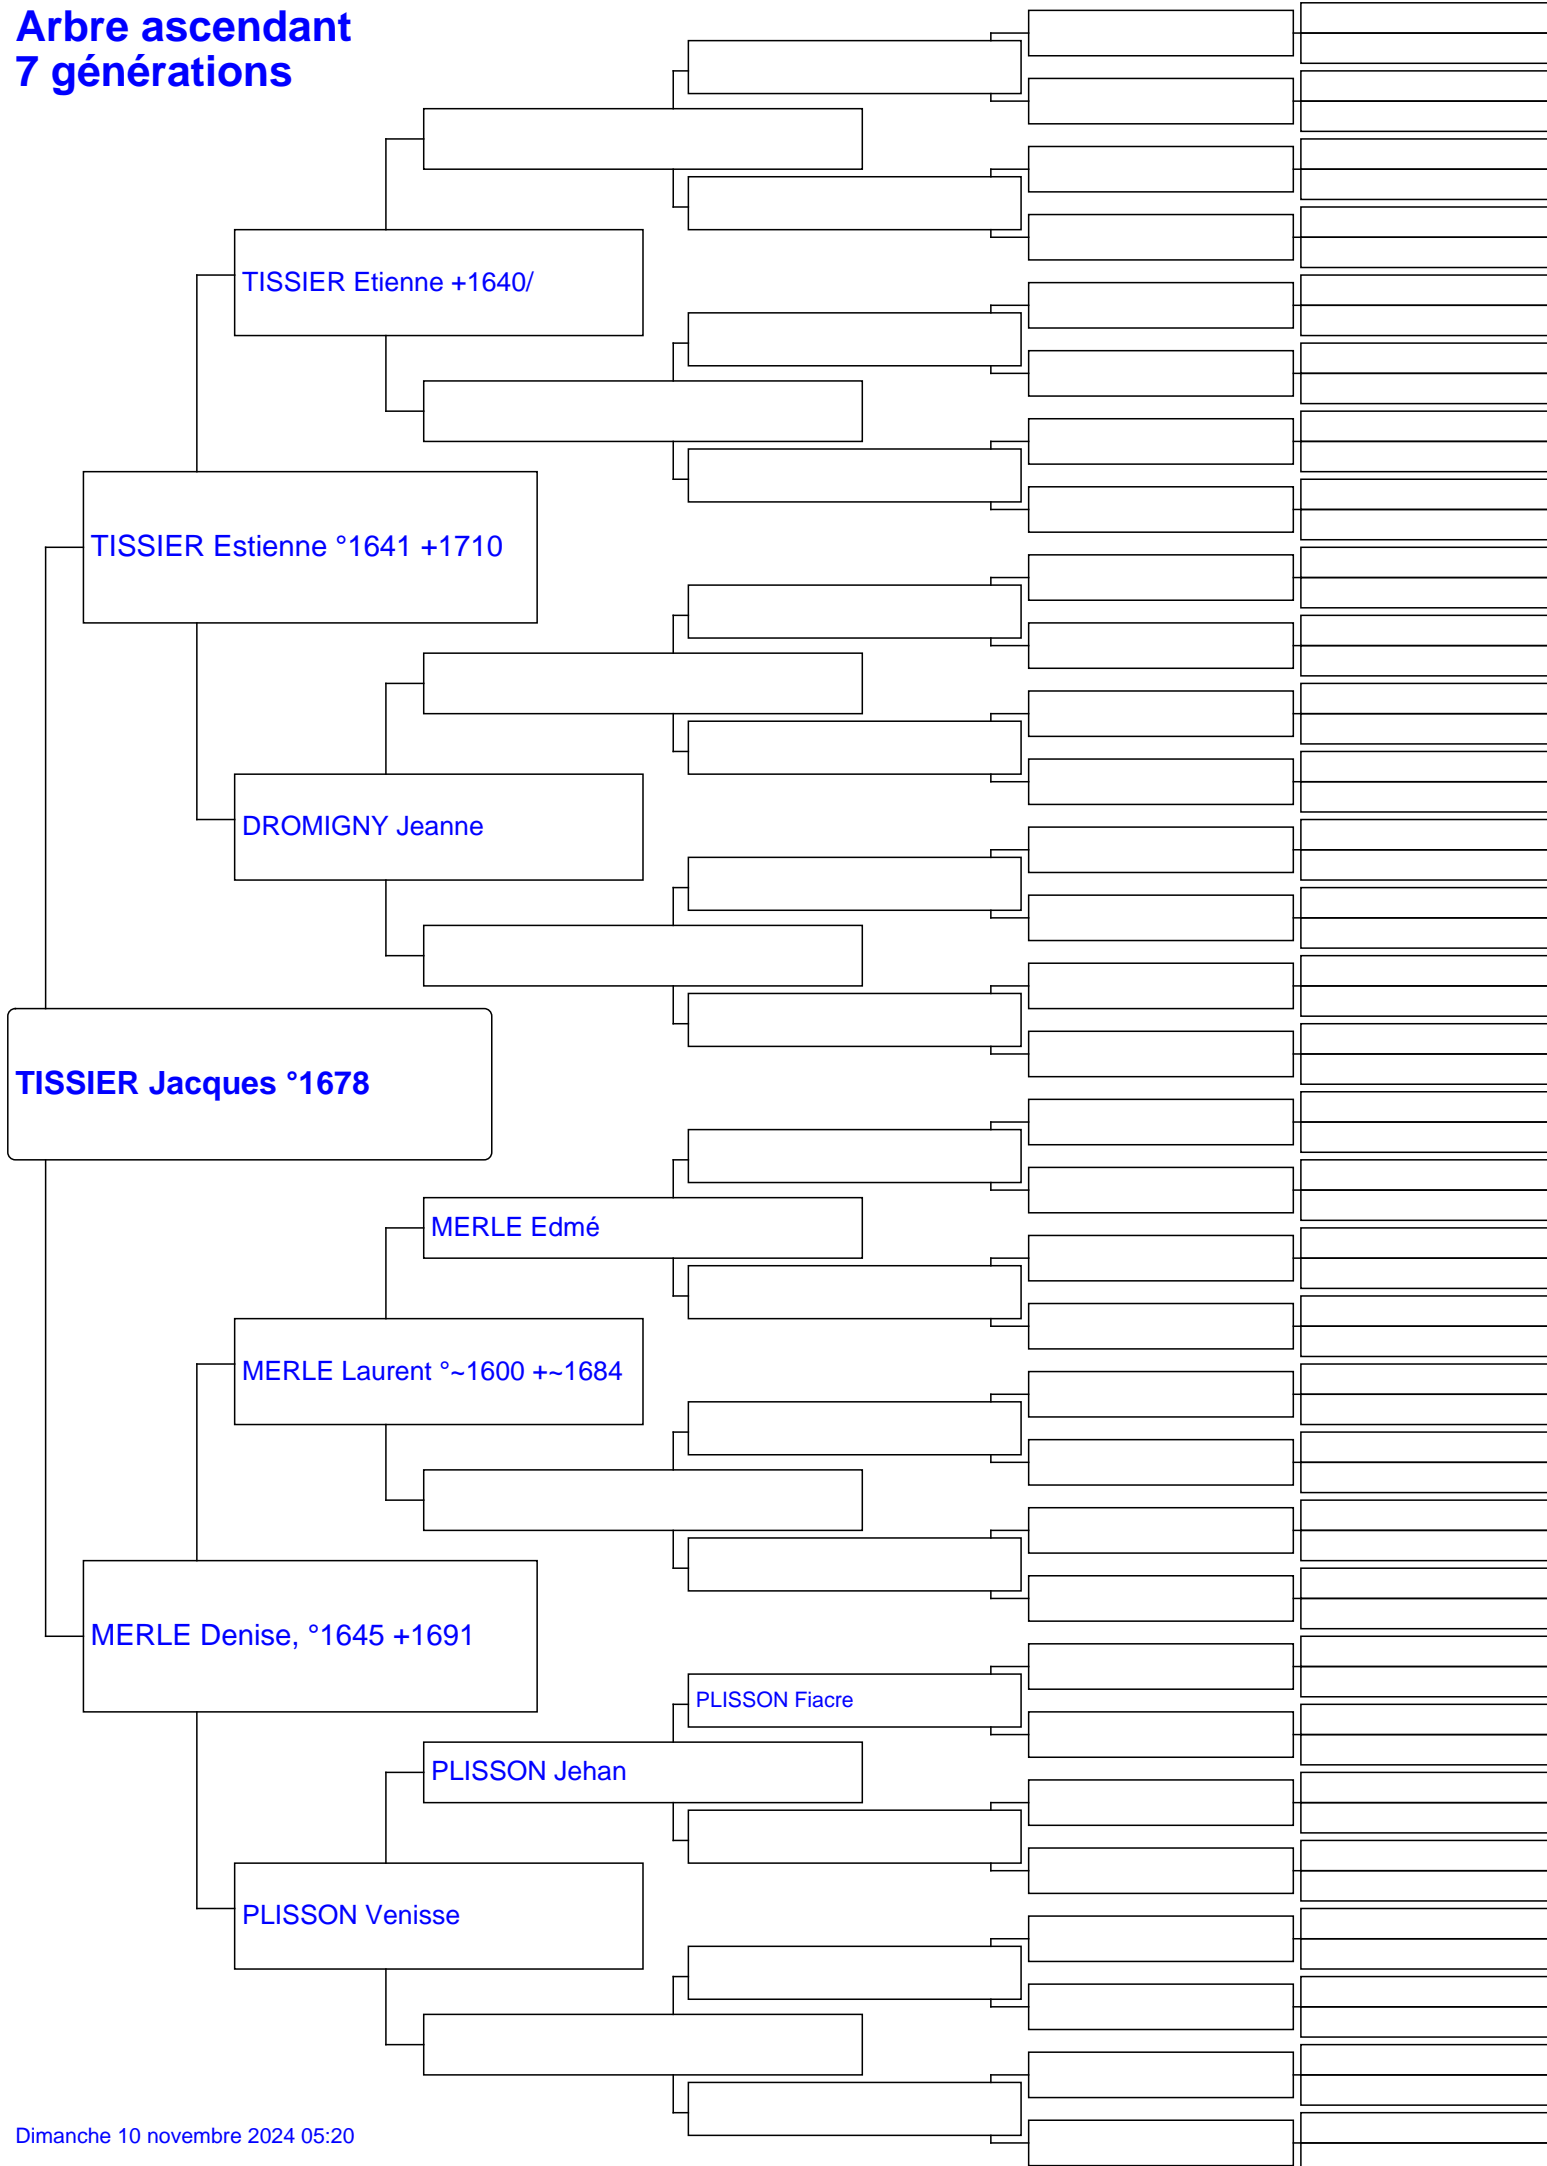 Arbre ascendant
7 générations
TISSIER Etienne +1640/
TISSIER Estienne °1641 +1710
DROMIGNY Jeanne
TISSIER Jacques °1678
MERLE Edmé
MERLE Laurent °~1600 +~1684
MERLE Denise, °1645 +1691
PLISSON Fiacre
PLISSON Jehan
PLISSON Venisse
Dimanche 10 novembre 2024 05:20